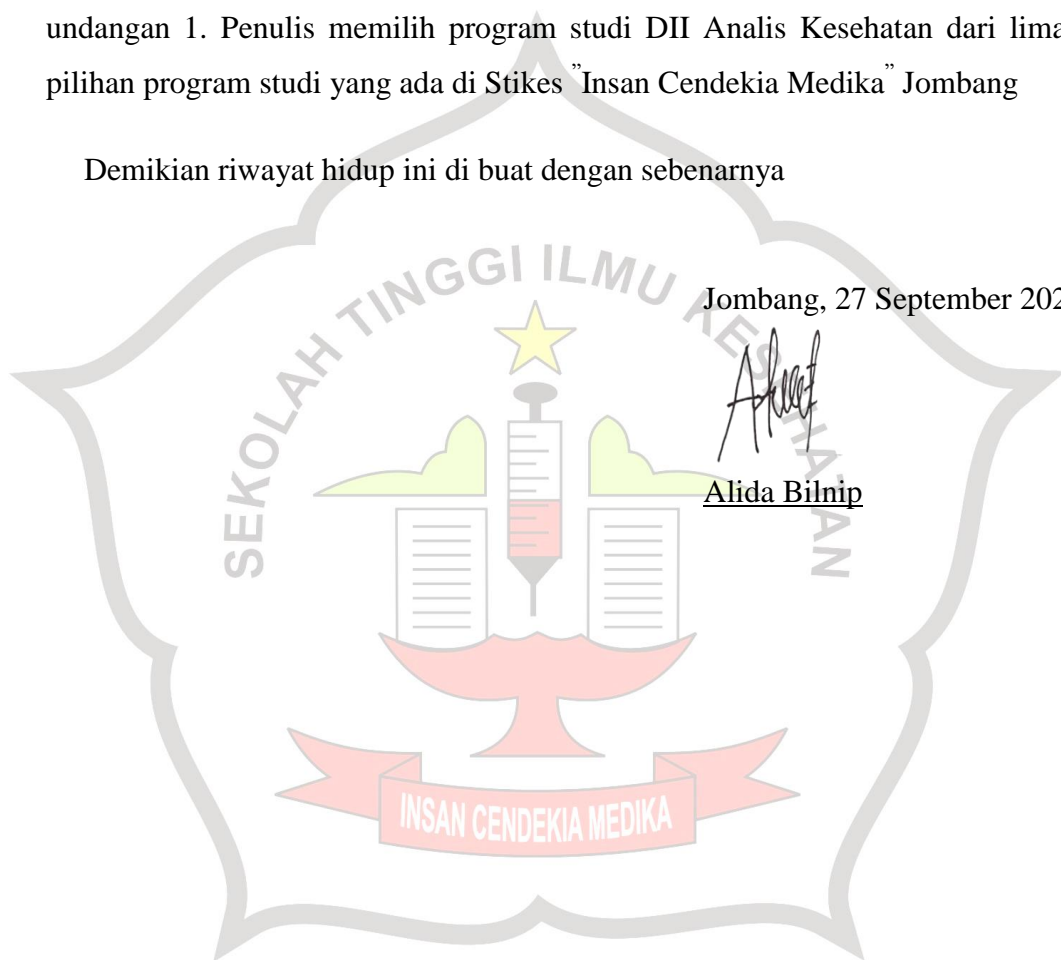 undangan 1. Penulis memilih program studi DII Analis Kesehatan dari lima
pilihan program studi yang ada di Stikes ”Insan Cendekia Medika” Jombang
Demikian riwayat hidup ini di buat dengan sebenarnya
Jombang, 27 September 202
Alida Bilnip
SEKOLAH TINGGI ILMU KESEHATAN
INSAN CENDEKIA MEDIKA